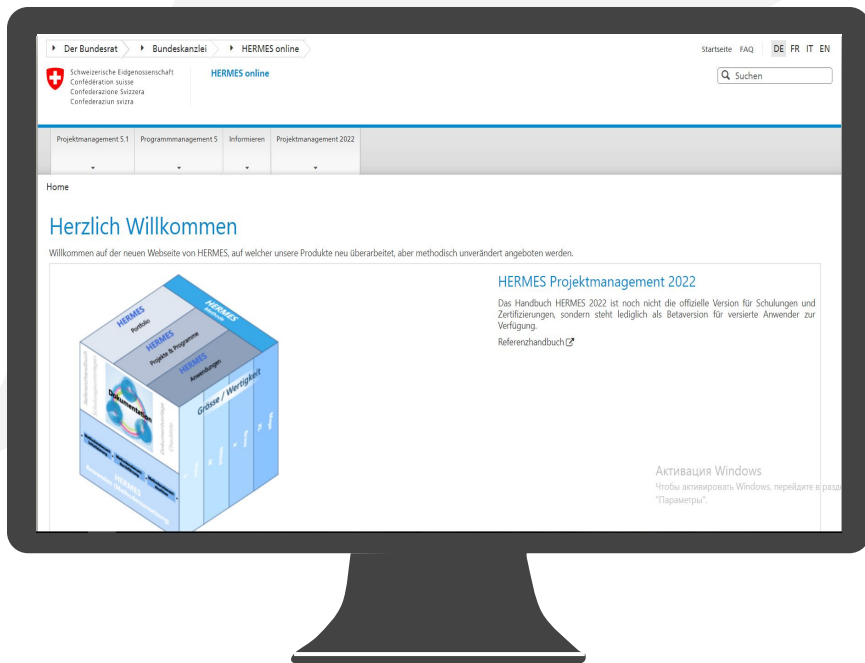 Der Bundesrat
Bundeskanzlei
HERMES online
Startseite FAQ DE FR IT EN
Schweizerische Eidgenossenschaft
Confédération suisse
Confederazione Svizzera
Confederaziun svizra
HERMES online
Suchen
Projektmanagement 5.1 Programmmanagement 5 Informieren Projektmanagement 2022
Home
Herzlich Willkommen
Willkommen auf der neuen Webseite von HERMES, auf welcher unsere Produkte neu überarbeitet, aber methodisch unverändert angeboten werden.
HERMES
Portfolio
HERMES
Methode
HERMES
Projekte & Programme
HERMES
Anwendungen
Dokumentation
Grösse / Wertigkeit
HERMES
HERMES Projektmanagement 2022
Das Handbuch HERMES 2022 ist noch nicht die offizielle Version für Schulungen und
Zertifizierungen, sondern steht lediglich als Betaversion für versierte Anwender zur
Verfügung.
Referenzhandbuch
Активация Windows
Чтобы активировать Windows, перейдите в разд
"Параметры".